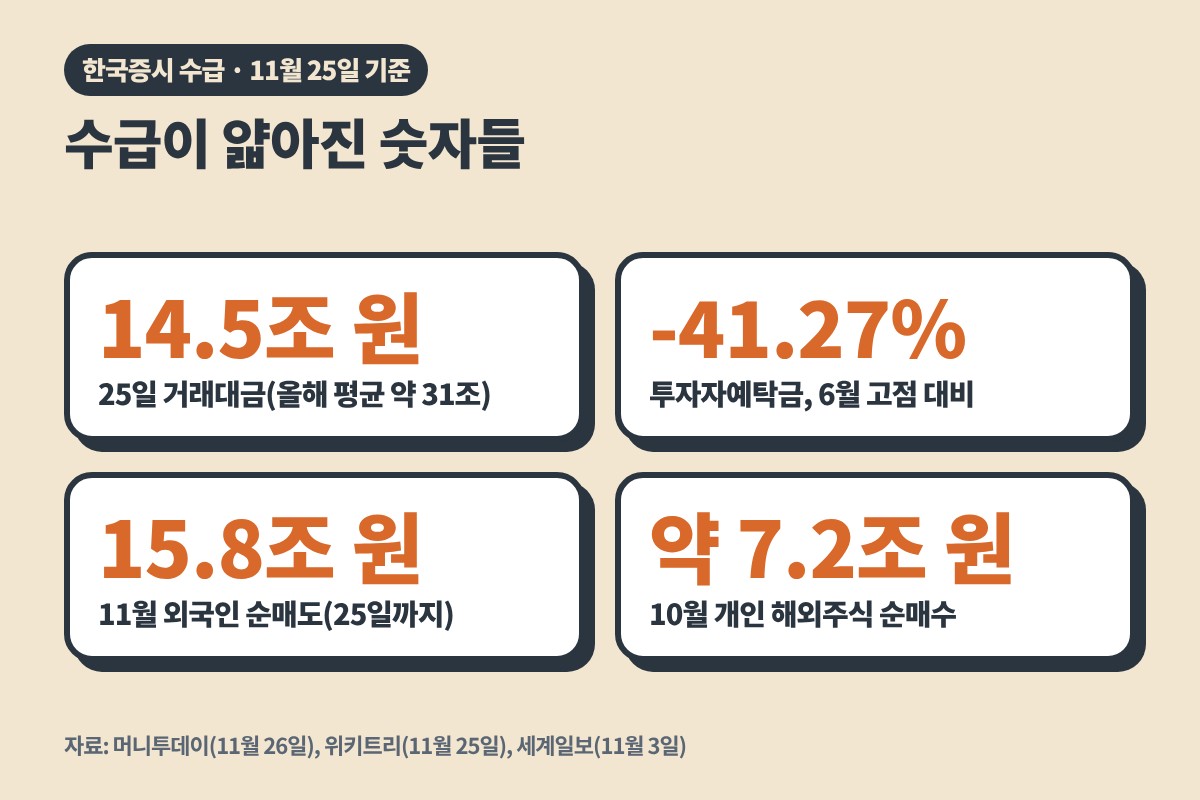 한국증시 수급 · 11월 25일 기준
수급이 얇아진 숫자들
14.5조 원
25일 거래대금(올해 평균 약 31조)
-41.27%
투자자예탁금, 6월 고점 대비
15.8조 원
11월 외국인 순매도(25일까지)
약 7.2조 원
10월 개인 해외주식 순매수
자료: 머니투데이(11월 26일), 위키트리(11월 25일), 세계일보(11월 3일)